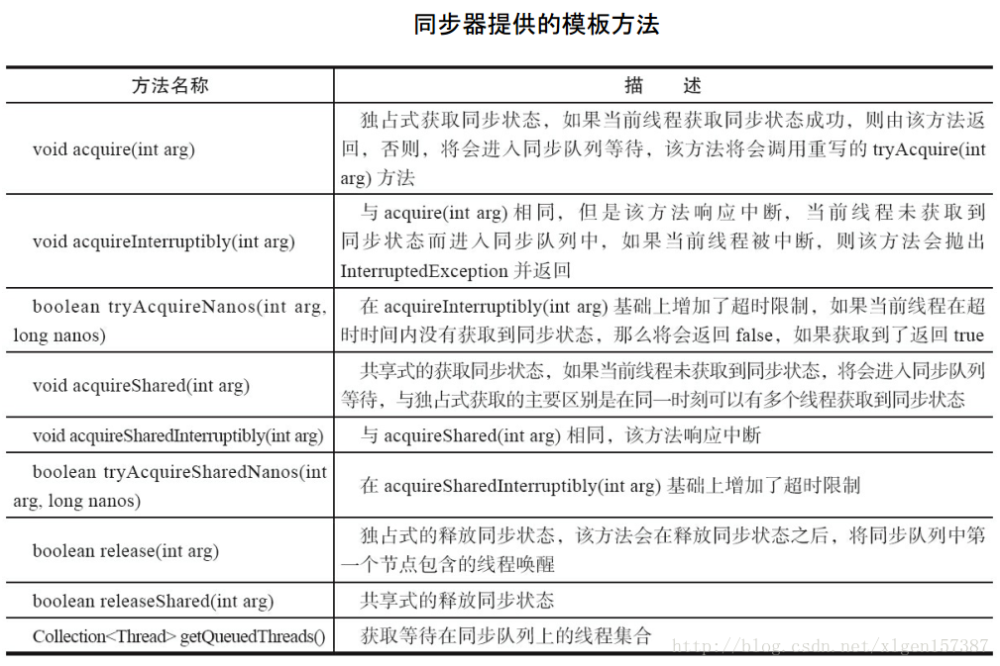 同步器提供的模板方法
方法名称
描 述
void acquire(int arg)
独占式获取同步状态，如果当前线程获取同步状态成功，则由该方法返
回，否则，将会进入同步队列等待，该方法将会调用重写的 tryAcquire(int
arg) 方法
void acquireInterruptibly(int arg)
与 acquire(int arg) 相同，但是该方法响应中断，当前线程未获取到
同步状态而进入同步队列中，如果当前线程被中断，则该方法会抛出
InterruptedException 并返回
boolean tryAcquireNanos(int arg,
long nanos)
在 acquireInterruptibly(int arg) 基础上增加了超时限制，如果当前线程在超
时时间内没有获取到同步状态，那么将会返回 false，如果获取到了返回 true
void acquireShared(int arg)
共享式的获取同步状态，如果当前线程未获取到同步状态，将会进入同步队列
等待，与独占式获取的主要区别是在同一时刻可以有多个线程获取到同步状态
void acquireSharedInterruptibly(int arg)
与 acquireShared(int arg) 相同，该方法响应中断
boolean tryAcquireSharedNanos(int
arg, long nanos)
在 acquireSharedInterruptibly(int arg) 基础上增加了超时限制
boolean release(int arg)
独占式的释放同步状态，该方法会在释放同步状态之后，将同步队列中第
一个节点包含的线程唤醒
boolean releaseShared(int arg)
共享式的释放同步状态
Collection<Thread> getQueuedThreads()
获取等待在同步队列上的线程集合
http://blog.csdn.net/xlgen157387